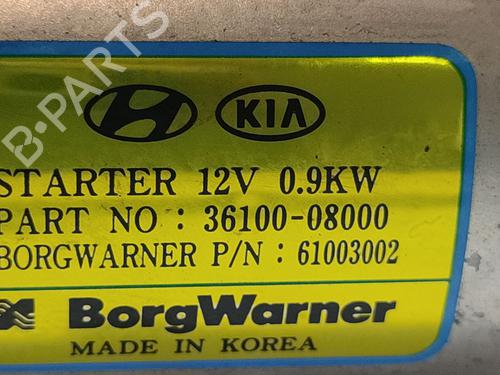 B·PARTS
KIA
STARTER 12V 0.9KW
PART NO : 36100-08000
BORGWARNER P/N : 61003002
BorgWarner
MADE IN KOREA